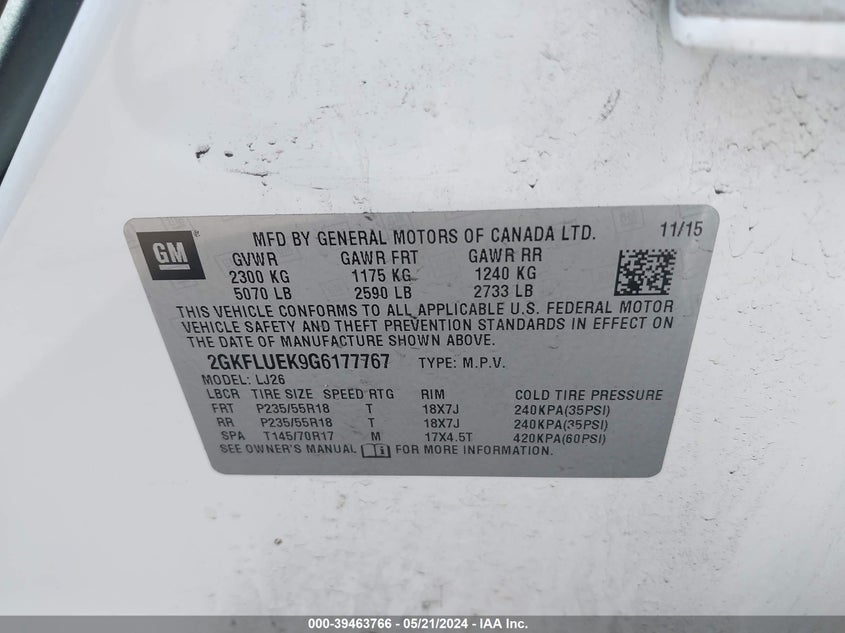 GM ®
MFD BY GENERAL MOTORS OF CANADA LTD. 11/15
GVWR GAWR FRT GAWR RR
2300 KG 1175 KG 1240 KG
5070 LB 2590 LB 2733 LB
THIS VEHICLE CONFORMS TO ALL APPLICABLE U.S. FEDERAL MOTOR
VEHICLE SAFETY AND THEFT PREVENTION STANDARDS IN EFFECT ON
THE DATE OF MANUFACTURE SHOWN ABOVE.
2GKFLUEK9G6177767 TYPE: M.P.V.
MODEL: LJ26
LBCR TIRE SIZE SPEED RTG RIM COLD TIRE PRESSURE
FRT P235/55R18 T 18X7J 240KPA(35PSI)
RR P235/55R18 T 18X7J 240KPA(35PSI)
SPA T145/70R17 M 17X4.5T 420KPA(60PSI)
SEE OWNER'S MANUAL FOR MORE INFORMATION.
000-39463766 - 05/21/2024 - IAA Inc.